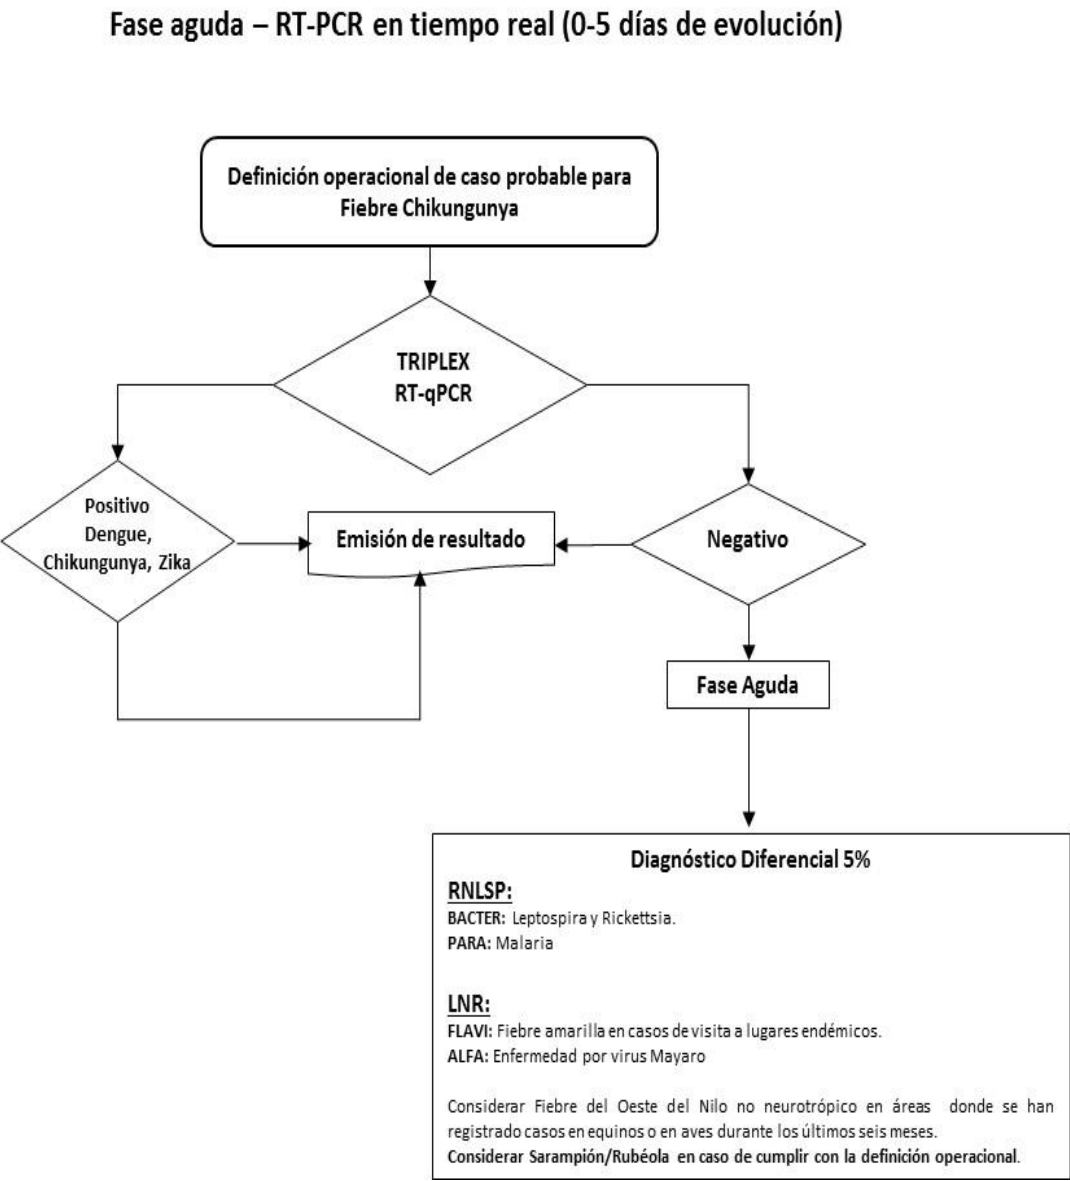 Fase aguda – RT-PCR en tiempo real (0-5 días de evolución)
Definición operacional de caso probable para
Fiebre Chikungunya
TRIPLEX
RT-qPCR
Positivo
Dengue,
Chikungunya, Zika
Emisión de resultado
Negativo
Fase Aguda
Diagnóstico Diferencial 5%
RNLSP:
BACTER: Leptospira y Rickettsia.
PARA: Malaria
LNR:
FLAVI: Fiebre amarilla en casos de visita a lugares endémicos.
ALFA: Enfermedad por virus Mayaro
Considerar Fiebre del Oeste del Nilo no neurotrópico en áreas donde se han
registrado casos en equinos o en aves durante los últimos seis meses.
Considerar Sarampión/Rubéola en caso de cumplir con la definición operacional.